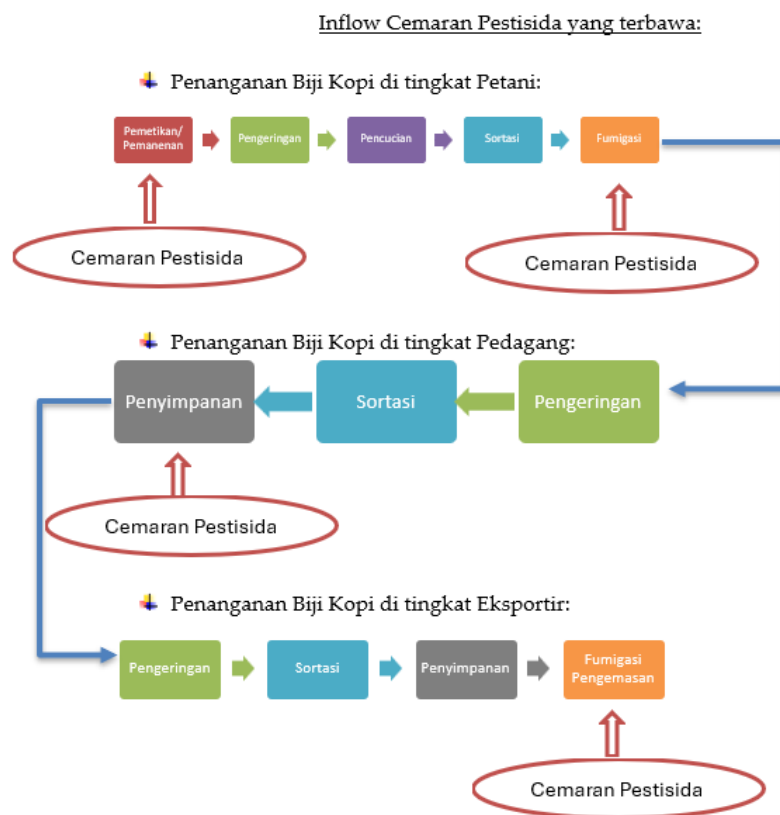 Inflow Cemaran Pestisida yang terbawa:
Penanganan Biji Kopi di tingkat Petani:
Pemetikan/
Pemanenan
Pengeringan
Pencucian
Sortasi
Fumigasi
Cemaran Pestisida
Cemaran Pestisida
Penanganan Biji Kopi di tingkat Pedagang:
Penyimpanan
Sortasi
Pengeringan
Cemaran Pestisida
Penanganan Biji Kopi di tingkat Eksportir:
Pengeringan
Sortasi
Penyimpanan
Fumigasi
Pengemasan
Cemaran Pestisida